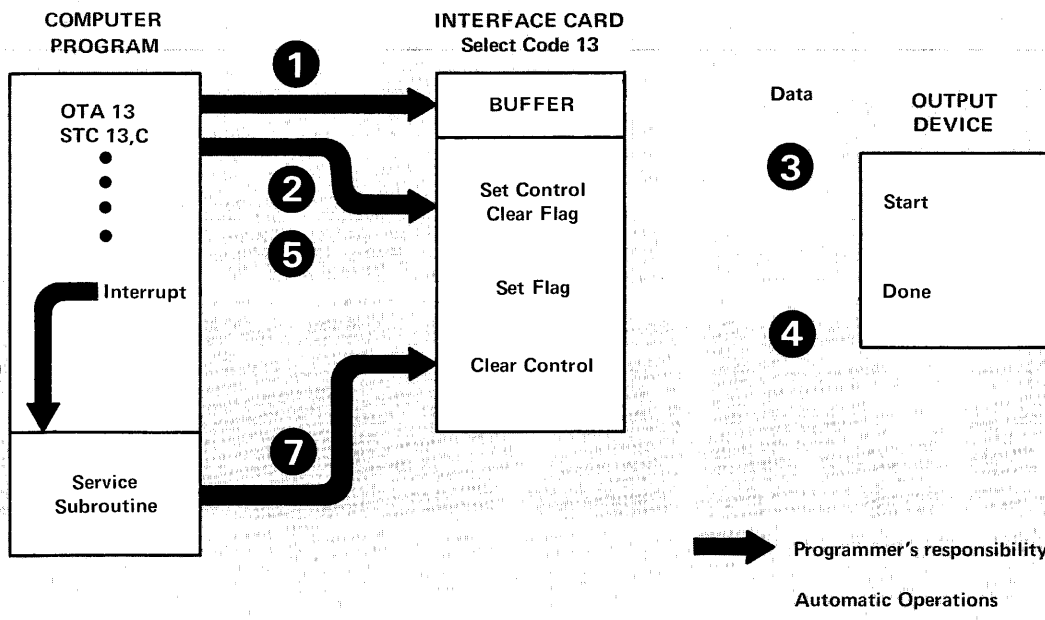 COMPUTER
PROGRAM
INTERFACE CARD
Select Code 13
1
OTA 13
STC 13,C
BUFFER
Data
OUTPUT
DEVICE
2
Set Control
Clear Flag
3
Start
5
Interrupt
Set Flag
Done
4
Clear Control
7
Service
Subroutine
Programmer's responsibility
Automatic Operations